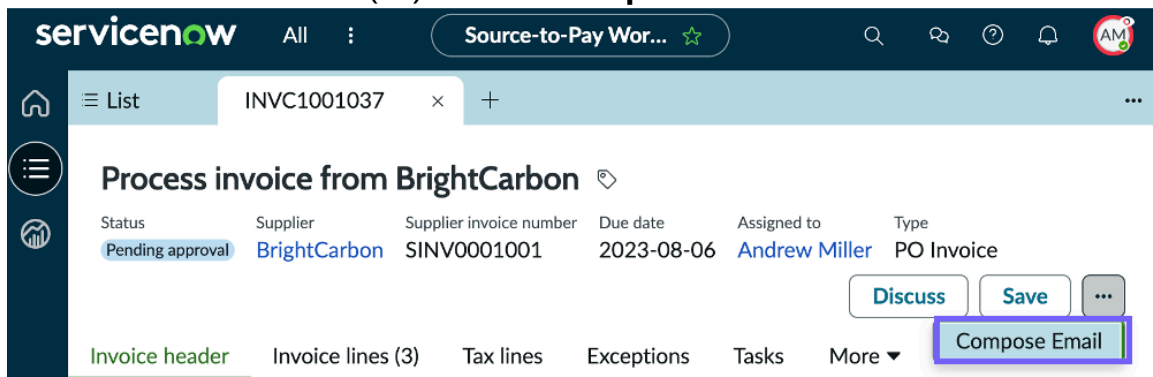 servicenow All Source-to-Pay Wor... AM
List INVC1001037 × +
Process invoice from BrightCarbon
Status Supplier Supplier invoice number Due date Assigned to Type
Pending approval BrightCarbon SINV0001001 2023-08-06 Andrew Miller PO Invoice
Discuss Save ...
Compose Email
Invoice header Invoice lines (3) Tax lines Exceptions Tasks More